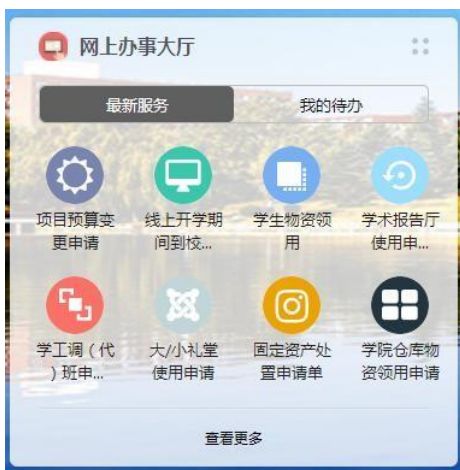 网上办事大厅
最新服务 我的待办
项目预算变 线上开学期 学生物资领 学术报告厅
更申请 间到校... 用 使用申...
学工调（代 大/小礼堂 固定资产处 学院仓库物
）班申... 使用申请 置申请单 资领用申请
查看更多